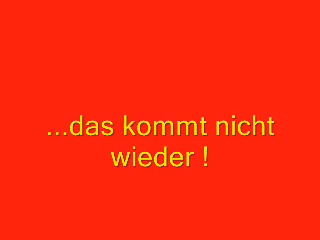 ...das kommt nicht
wieder !